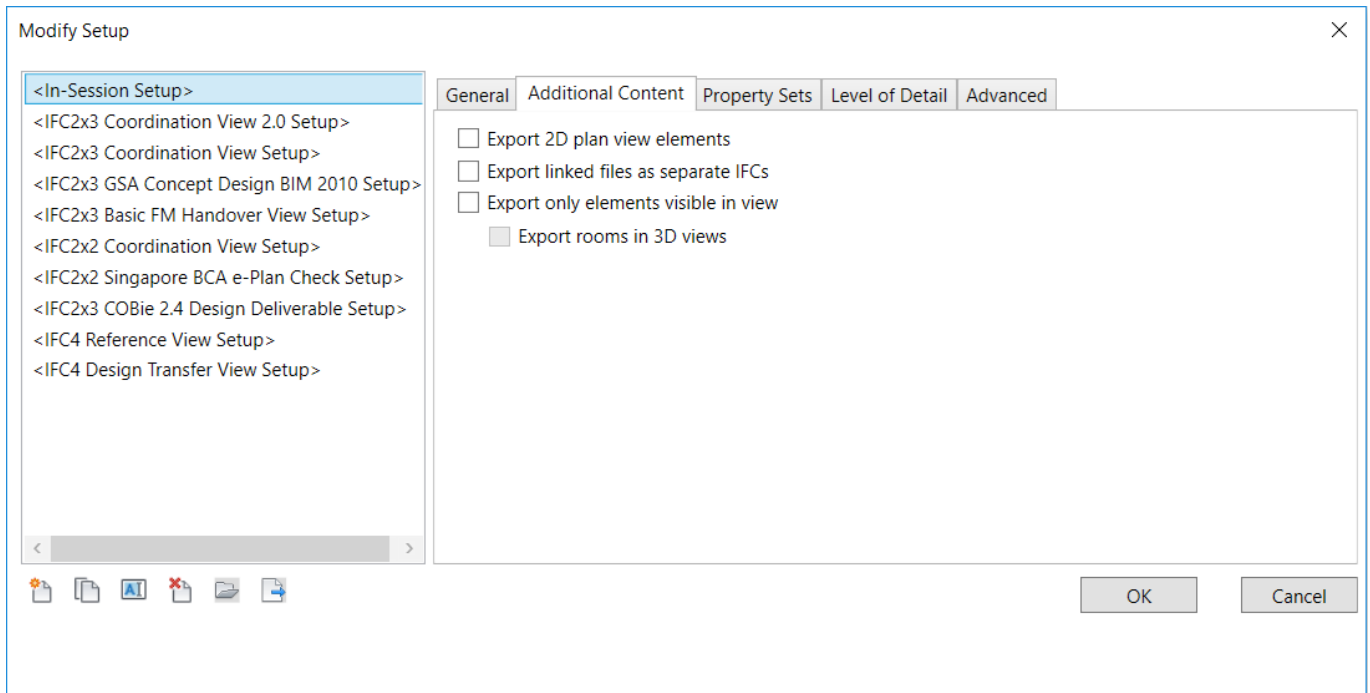 Modify Setup
<In-Session Setup>
<IFC2x3 Coordination View 2.0 Setup>
<IFC2x3 Coordination View Setup>
<IFC2x3 GSA Concept Design BIM 2010 Setup>
<IFC2x3 Basic FM Handover View Setup>
<IFC2x2 Coordination View Setup>
<IFC2x2 Singapore BCA e-Plan Check Setup>
<IFC2x3 COBie 2.4 Design Deliverable Setup>
<IFC4 Reference View Setup>
<IFC4 Design Transfer View Setup>
General Additional Content Property Sets Level of Detail Advanced
Export 2D plan view elements
Export linked files as separate IFCs
Export only elements visible in view
Export rooms in 3D views
AI
OK Cancel